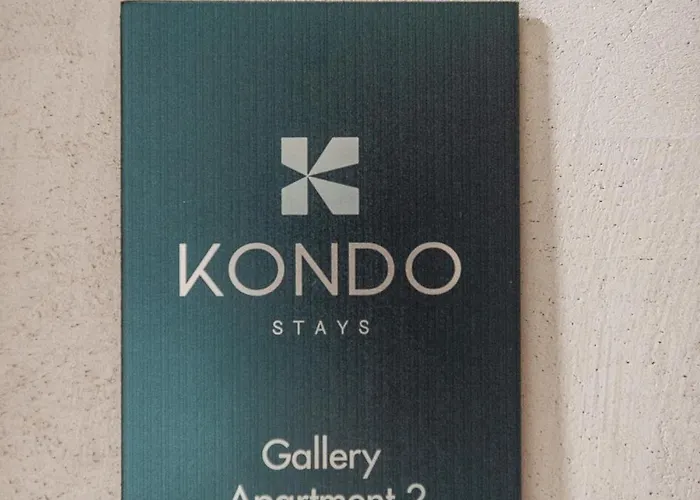 KONDO
STAYS
Gallery
Apartment 2